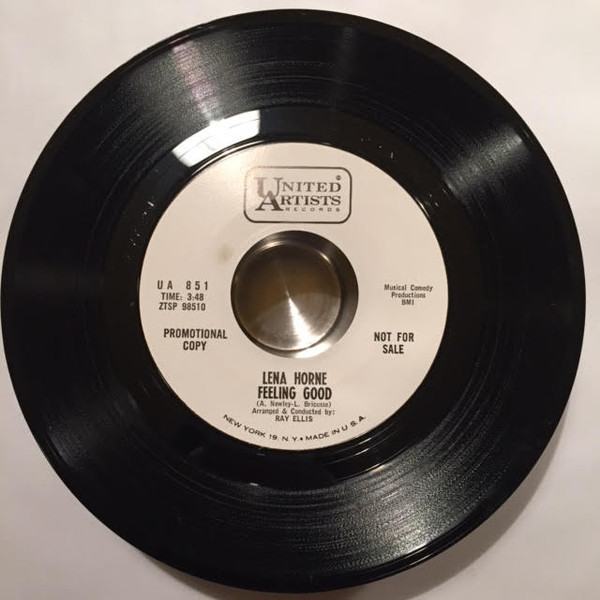 UNITED ®
ARTISTS
RECORDS
UA 851
TIME: 3:48
ZTSP 98510
Musical Comedy
Productions
BMI
PROMOTIONAL
COPY
NOT FOR
SALE
LENA HORNE
FEELING GOOD
(A. Newley-L. Bricusse)
Arranged & Conducted by:
RAY ELLIS
NEW YORK 19, N.Y. • MADE IN U.S.A.